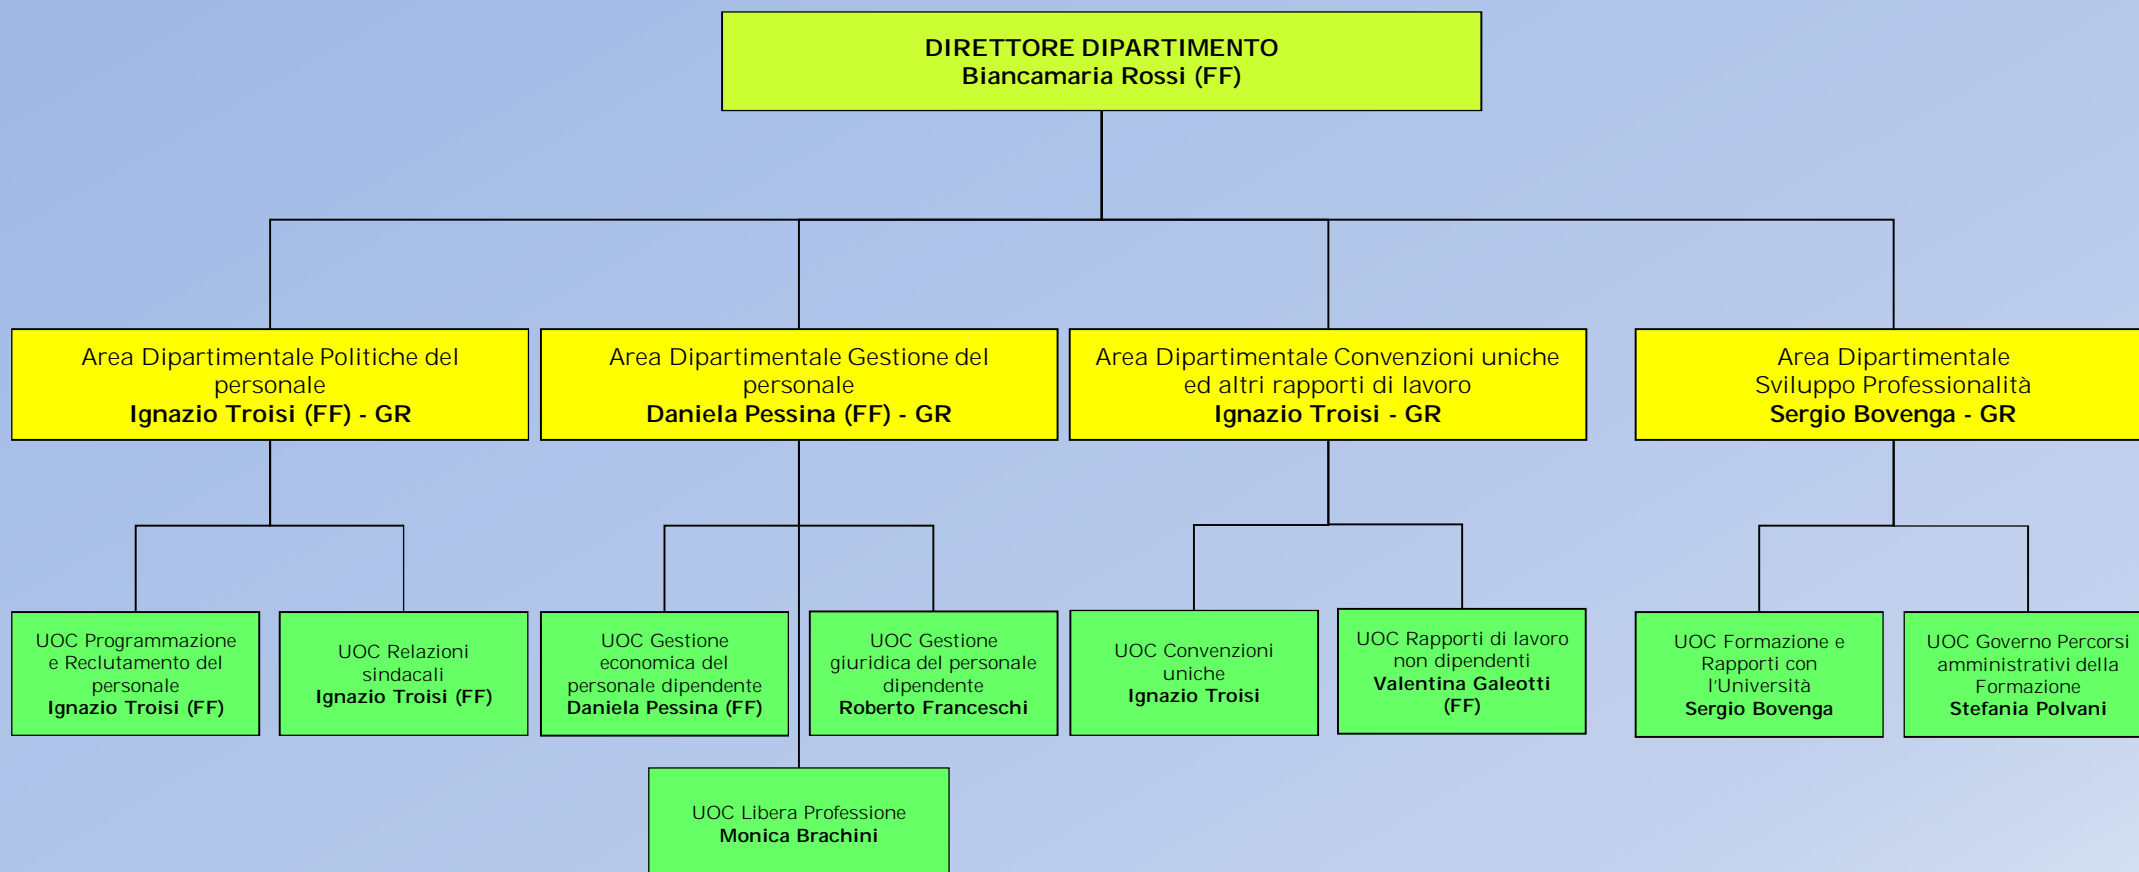 DIRETTORE DIPARTIMENTO
Biancamaria Rossi (FF)
Area Dipartimentale Politiche del
personale
Ignazio Troisi (FF) - GR
Area Dipartimentale Gestione del
personale
Daniela Pessina (FF) - GR
Area Dipartimentale Convenzioni uniche
ed altri rapporti di lavoro
Ignazio Troisi - GR
Area Dipartimentale
Sviluppo Professionalità
Sergio Bovenga - GR
UOC Programmazione
e Reclutamento del
personale
Ignazio Troisi (FF)
UOC Relazioni
sindacali
Ignazio Troisi (FF)
UOC Gestione
economica del
personale dipendente
Daniela Pessina (FF)
UOC Gestione
giuridica del personale
dipendente
Roberto Franceschi
UOC Convenzioni
uniche
Ignazio Troisi
UOC Rapporti di lavoro
non dipendenti
Valentina Galeotti
(FF)
UOC Formazione e
Rapporti con
l'Università
Sergio Bovenga
UOC Governo Percorsi
amministrativi della
Formazione
Stefania Polvani
UOC Libera Professione
Monica Brachini